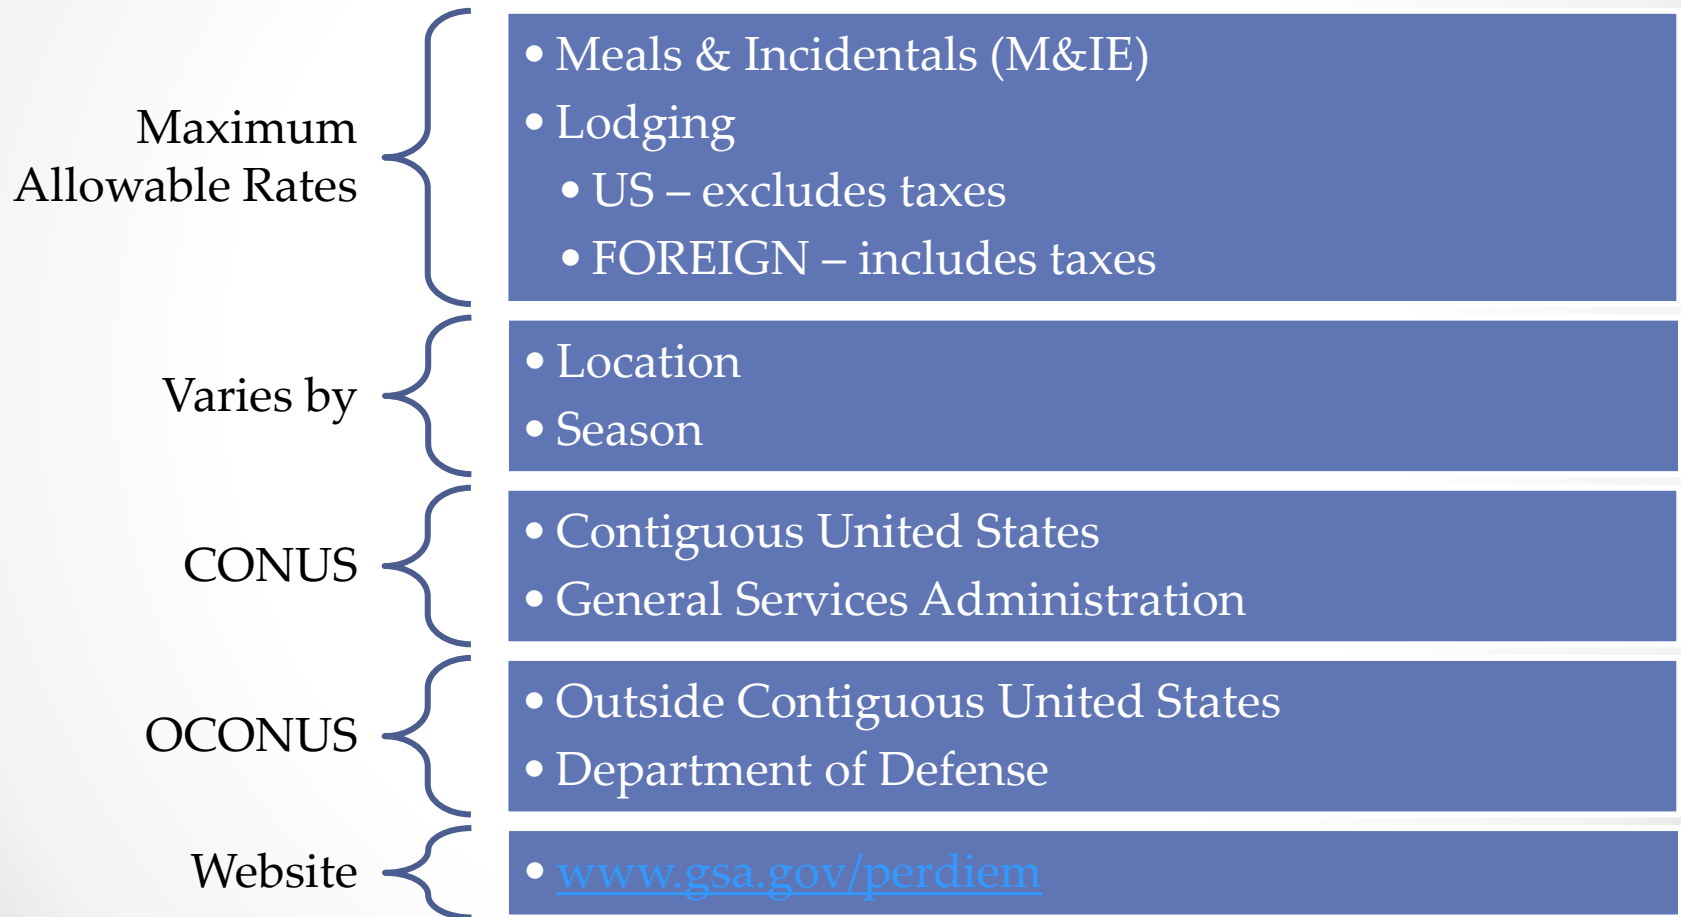 Maximum
Allowable Rates
• Meals & Incidentals (M&IE)
• Lodging
• US – excludes taxes
• FOREIGN – includes taxes
Varies by
• Location
• Season
CONUS
• Contiguous United States
• General Services Administration
OCONUS
• Outside Contiguous United States
• Department of Defense
Website
• www.gsa.gov/perdiem